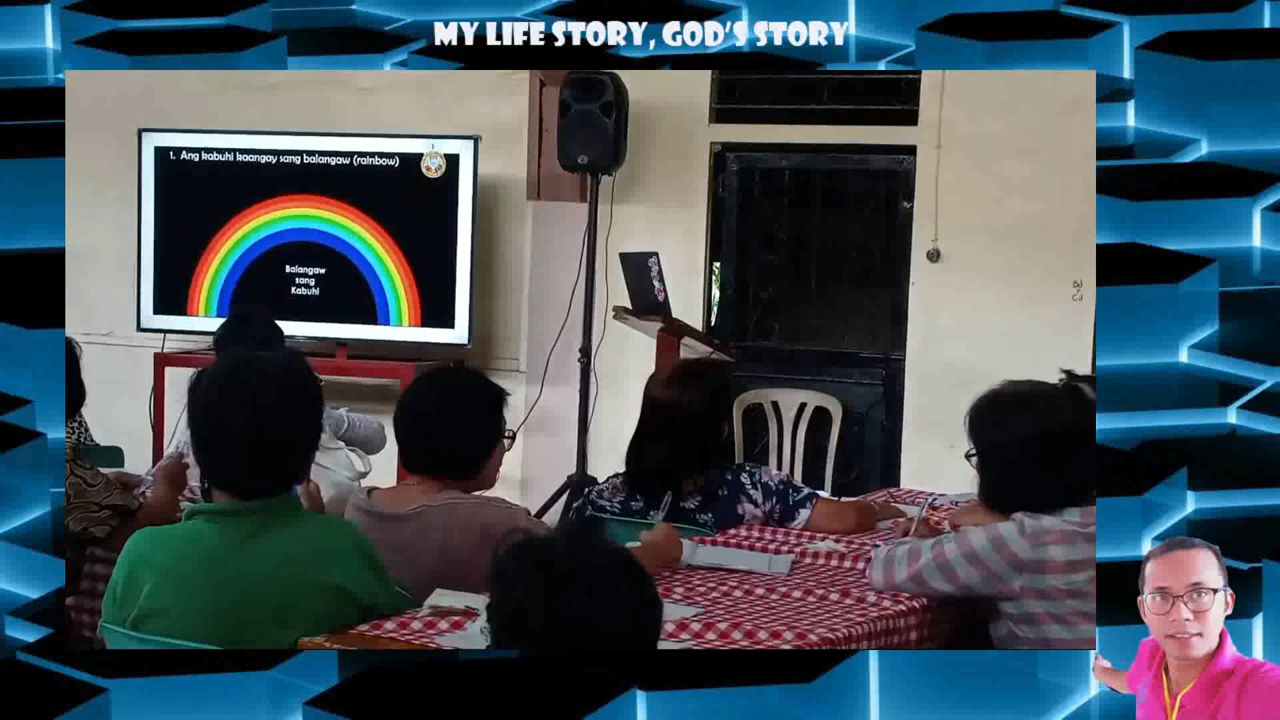 MY LIFE STORY, GOD'S STORY
1. Ang kabuhi kaangay sang balangaw (rainbow)
Balangaw
sang
Kabuhi